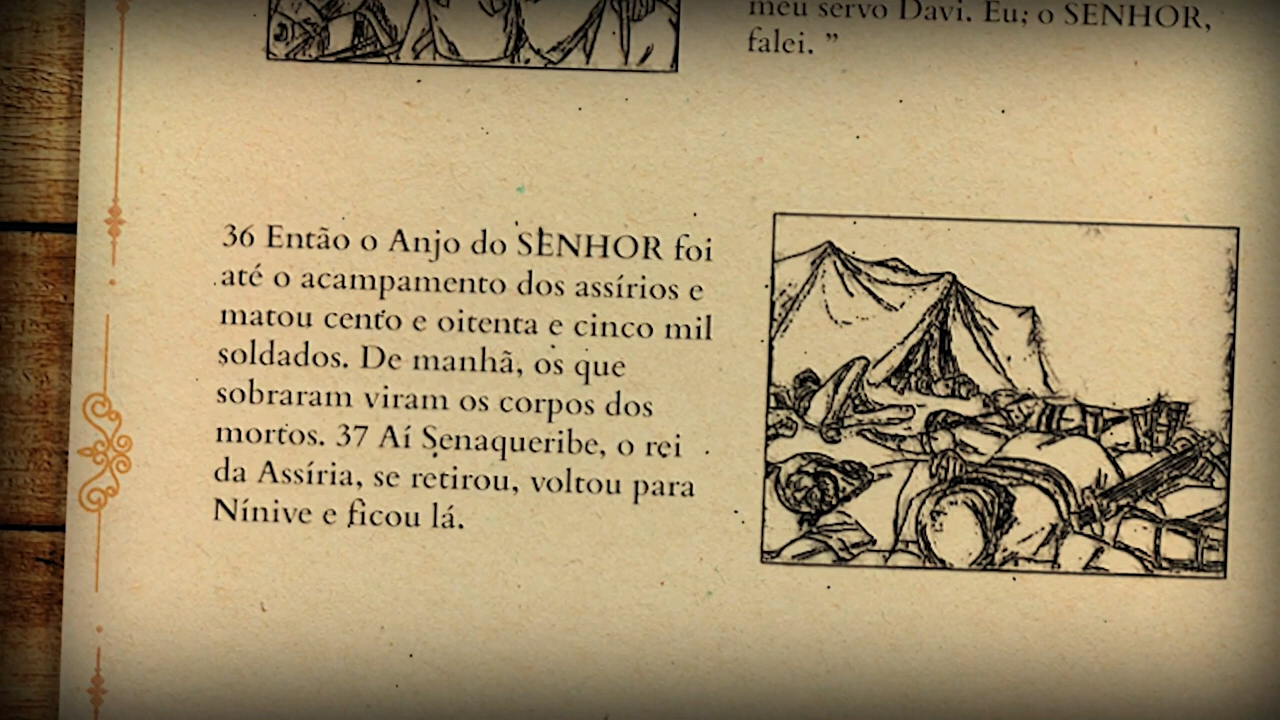 meu servo Davi. Eu; o SENHOR,
falei. ”
36 Então o Anjo do SENHOR foi
até o acampamento dos assírios e
matou cento e oitenta e cinco mil
soldados. De manhã, os que
sobraram viram os corpos dos
mortos. 37 Aí Senaqueribe, o rei
da Assíria, se retirou, voltou para
Nínive e ficou lá.